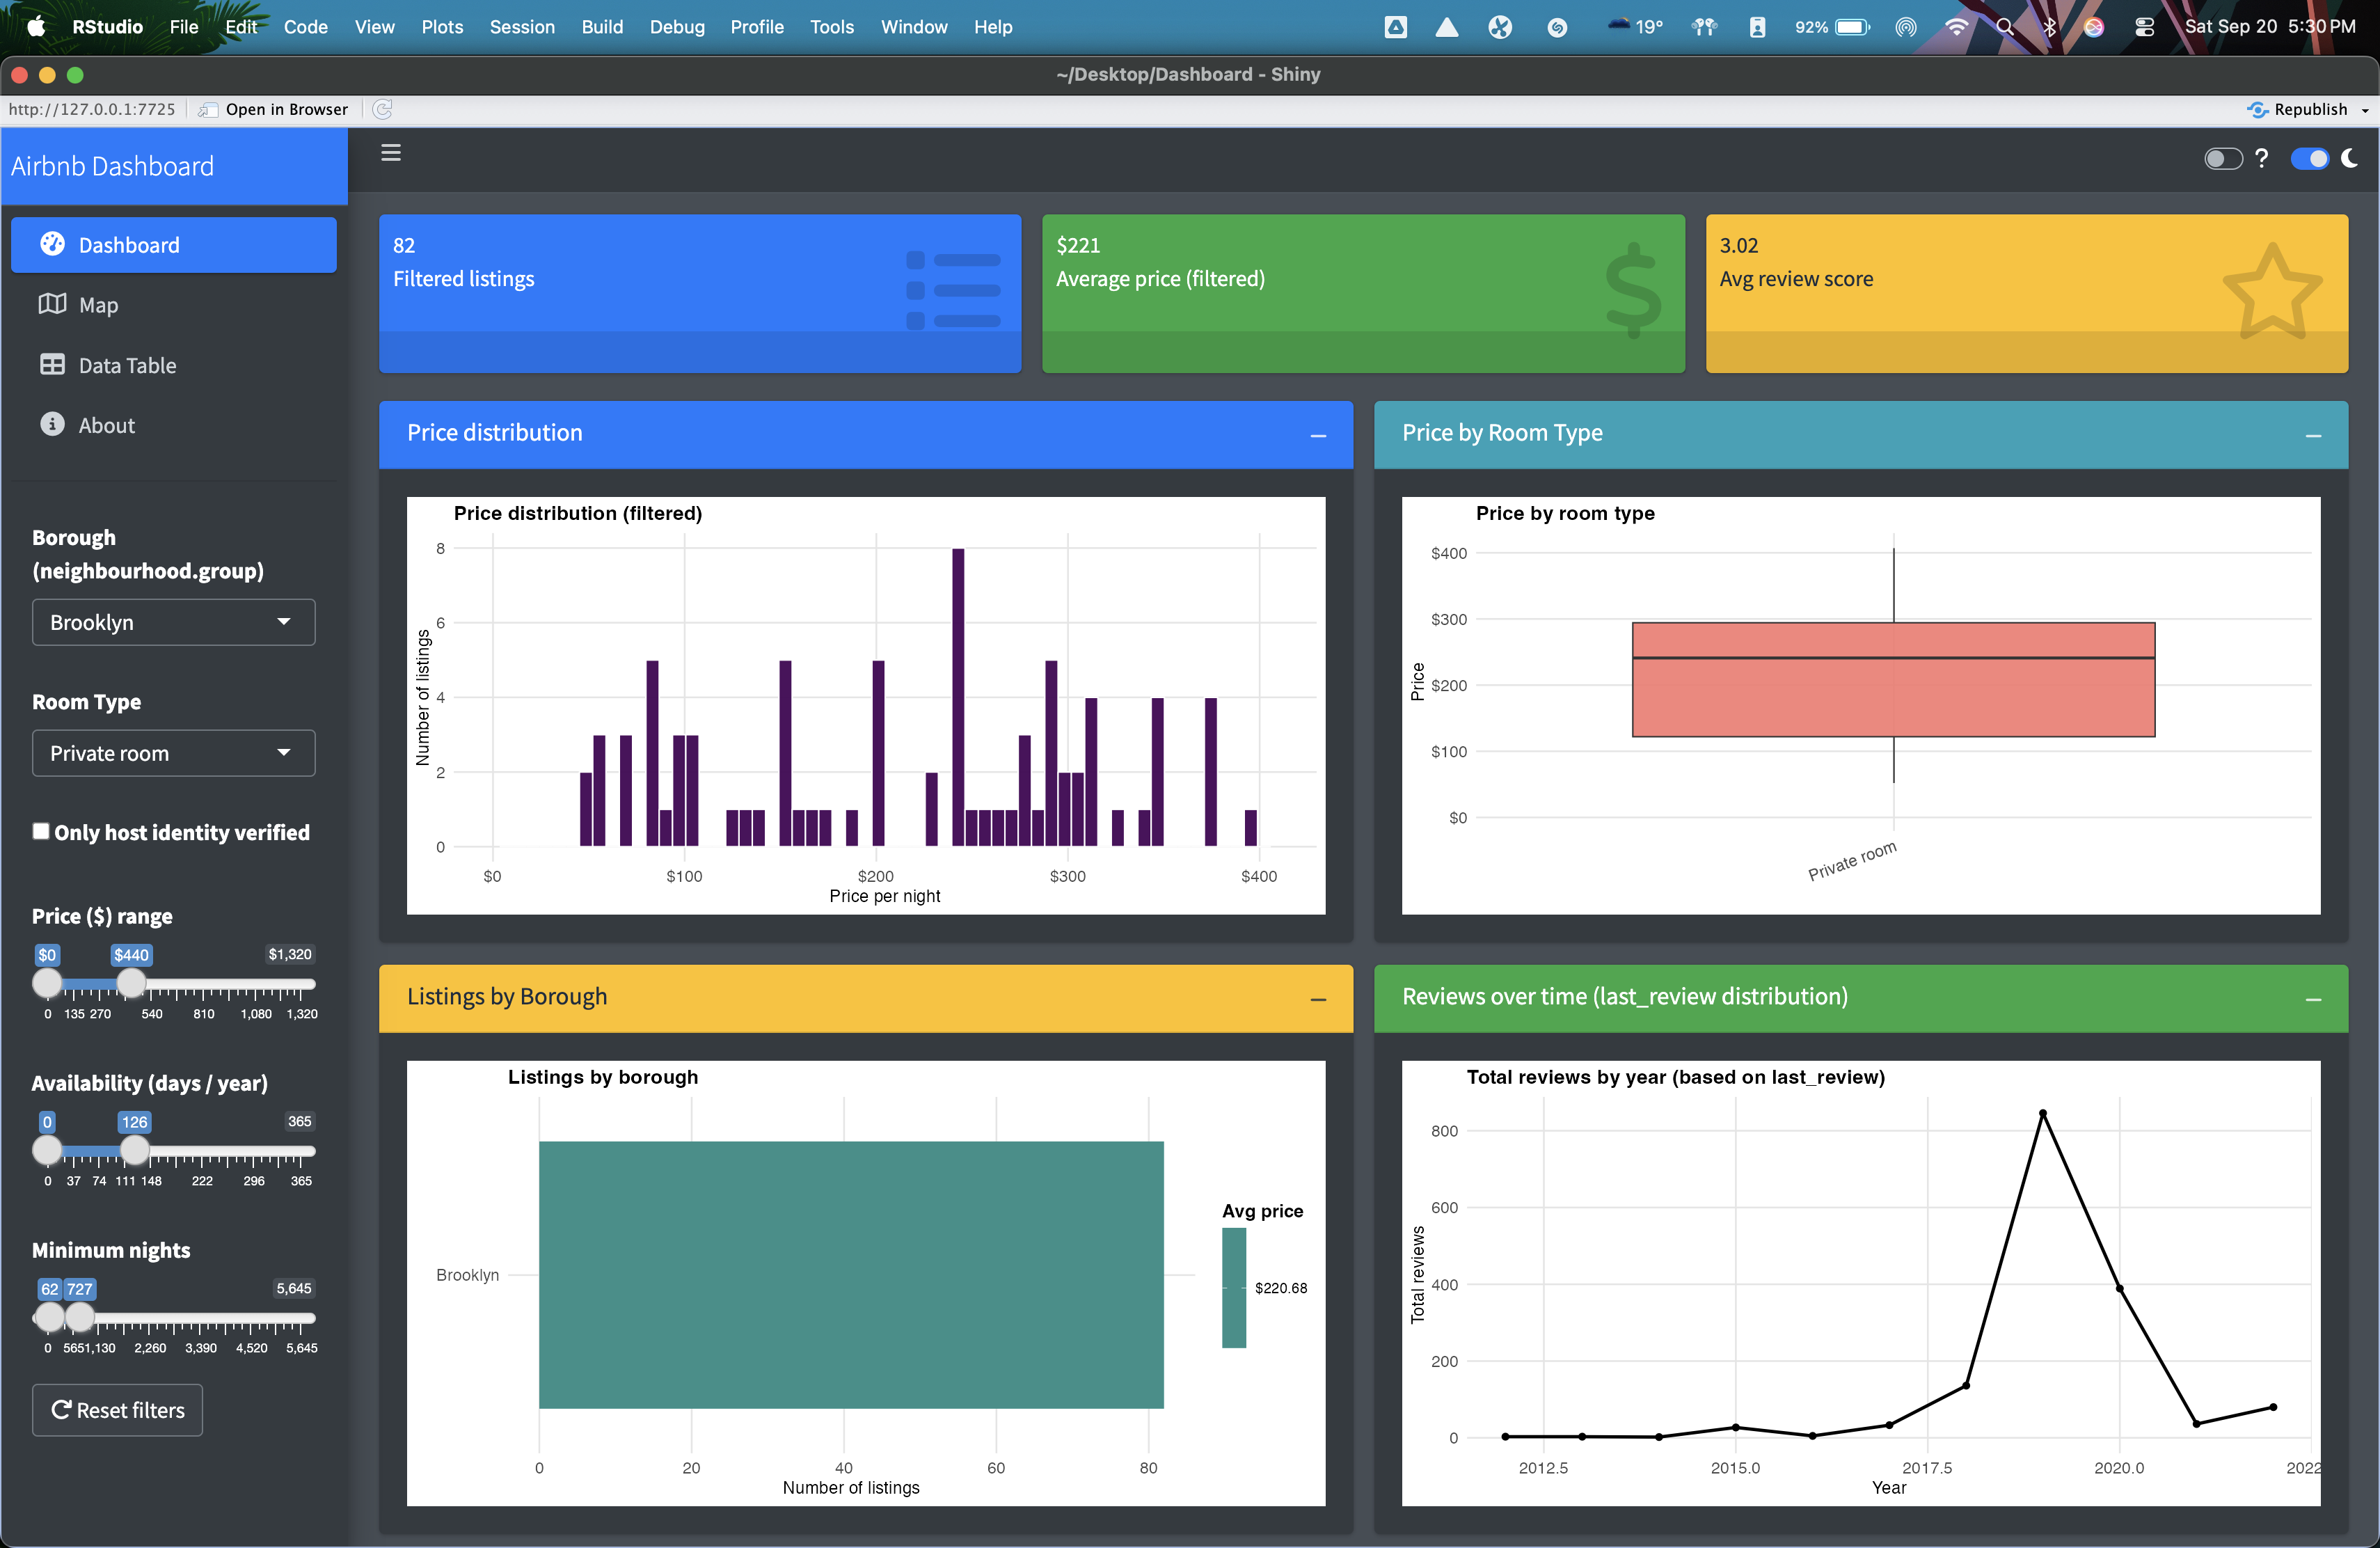 RStudio File Edit Code View Plots Session Build Debug Profile Tools Window Help 19° 92% Sat Sep 20 5:30 PM
~/Desktop/Dashboard - Shiny
http://127.0.0.1:7725 Open in Browser Republish
Airbnb Dashboard
?
Dashboard
Map
Data Table
About
Borough
(neighbourhood.group)
Brooklyn
Room Type
Private room
Only host identity verified
Price ($) range
$0 $440 $1,320
0 135 270 540 810 1,080 1,320
Availability (days / year)
0 126 365
0 37 74 111 148 222 296 365
Minimum nights
62 727 5,645
0 565 1,130 2,260 3,390 4,520 5,645
Reset filters
82
Filtered listings
$221
Average price (filtered)
3.02
Avg review score
Price distribution
Price distribution (filtered)
Number of listings
8
6
4
2
0
$0 $100 $200 $300 $400
Price per night
Price by Room Type
Price by room type
Price
$400
$300
$200
$100
$0
Private room
Listings by Borough
Listings by borough
Brooklyn
Avg price
$220.68
0 20 40 60 80
Number of listings
Reviews over time (last_review distribution)
Total reviews by year (based on last_review)
Total reviews
800
600
400
200
0
2012.5 2015.0 2017.5 2020.0 2022
Year